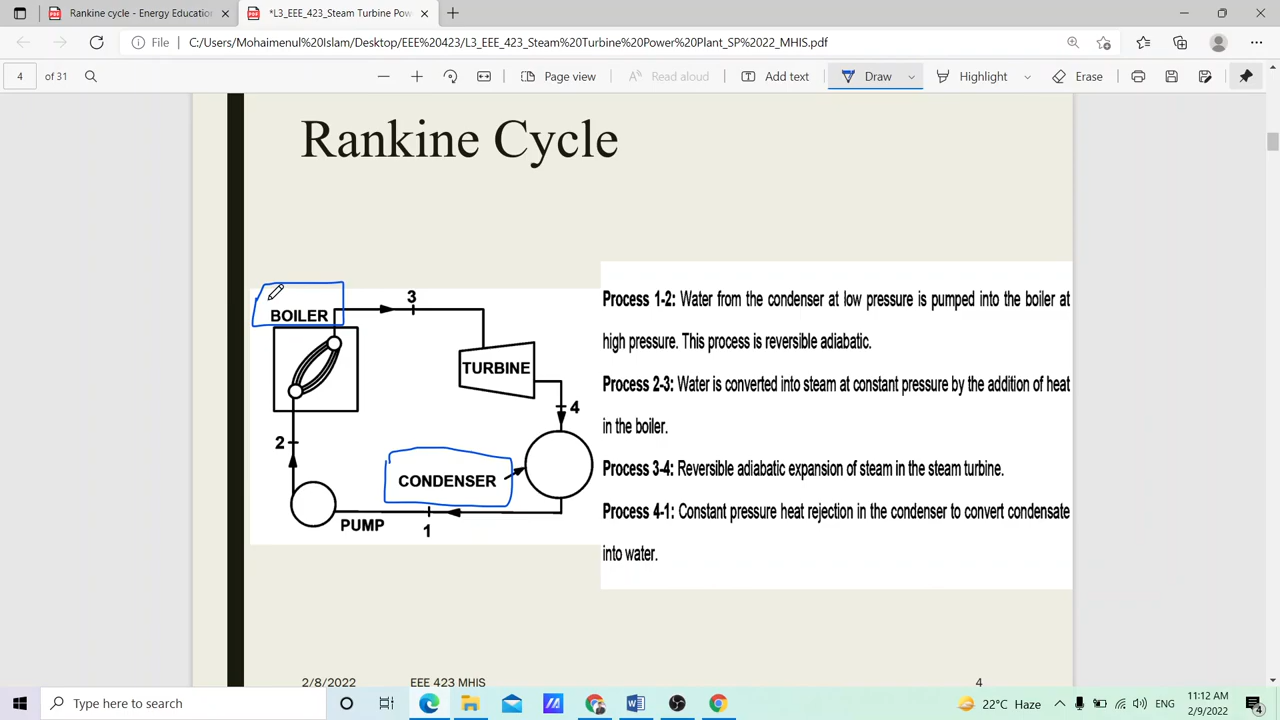 Rankine cycle - Energy Education
*L3_EEE_423_Steam Turbine Pow
File
C:/Users/Mohaimenul%20Islam/Desktop/EEE%20423/L3_EEE_423_Steam%20Turbine%20Power%20Plant_SP%2022_MHIS.pdf
4 of 31
Page view
Read aloud
Add text
Draw
Highlight
Erase
Rankine Cycle
BOILER
3
TURBINE
4
2
CONDENSER
PUMP
1
Process 1-2: Water from the condenser at low pressure is pumped into the boiler at
high pressure. This process is reversible adiabatic.
Process 2-3: Water is converted into steam at constant pressure by the addition of heat
in the boiler.
Process 3-4: Reversible adiabatic expansion of steam in the steam turbine.
Process 4-1: Constant pressure heat rejection in the condenser to convert condensate
into water.
2/8/2022
EEE 423 MHIS
4
Type here to search
22°C Haze
ENG
11:12 AM
2/9/2022
4